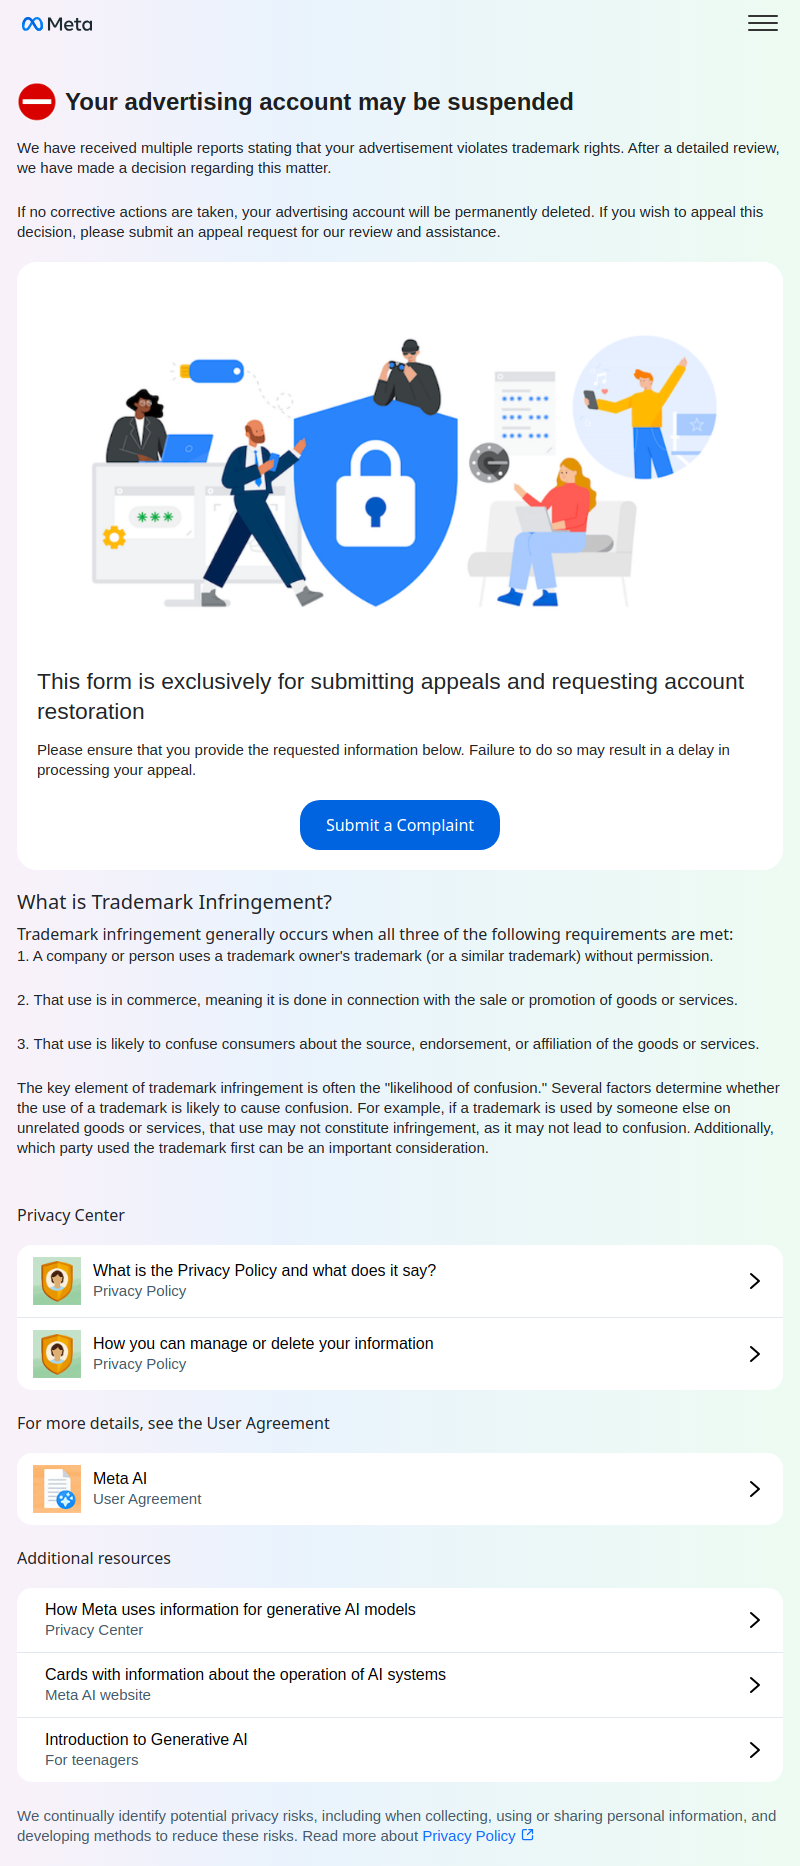 Meta
Your advertising account may be suspended
We have received multiple reports stating that your advertisement violates trademark rights. After a detailed review,
we have made a decision regarding this matter.
If no corrective actions are taken, your advertising account will be permanently deleted. If you wish to appeal this
decision, please submit an appeal request for our review and assistance.
This form is exclusively for submitting appeals and requesting account
restoration
Please ensure that you provide the requested information below. Failure to do so may result in a delay in
processing your appeal.
Submit a Complaint
What is Trademark Infringement?
Trademark infringement generally occurs when all three of the following requirements are met:
1. A company or person uses a trademark owner's trademark (or a similar trademark) without permission.
2. That use is in commerce, meaning it is done in connection with the sale or promotion of goods or services.
3. That use is likely to confuse consumers about the source, endorsement, or affiliation of the goods or services.
The key element of trademark infringement is often the "likelihood of confusion." Several factors determine whether
the use of a trademark is likely to cause confusion. For example, if a trademark is used by someone else on
unrelated goods or services, that use may not constitute infringement, as it may not lead to confusion. Additionally,
which party used the trademark first can be an important consideration.
Privacy Center
What is the Privacy Policy and what does it say?
Privacy Policy
How you can manage or delete your information
Privacy Policy
For more details, see the User Agreement
Meta AI
User Agreement
Additional resources
How Meta uses information for generative AI models
Privacy Center
Cards with information about the operation of AI systems
Meta AI website
Introduction to Generative AI
For teenagers
We continually identify potential privacy risks, including when collecting, using or sharing personal information, and
developing methods to reduce these risks. Read more about Privacy Policy